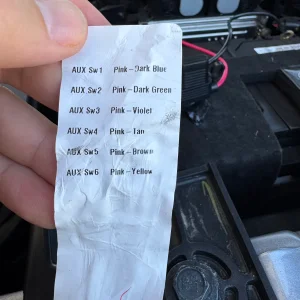 AUX Sw1 Pink-Dark Blue
AUX Sw2 Pink-Dark Green
AUX Sw3 Pink-Violet
AUX Sw4 Pink-Tan
AUX Sw5 Pink-Brown
AUX Sw6 Pink-Yellow